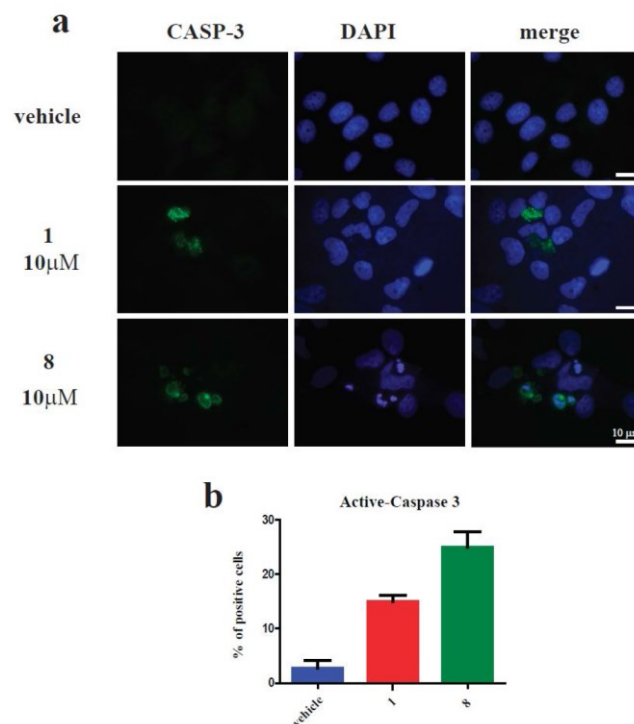 a
CASP-3 DAPI merge
vehicle
1
10µM
8
10µM
10 µm
b
Active-Caspase 3
% of positive cells
30
20
10
0
vehicle 1 8